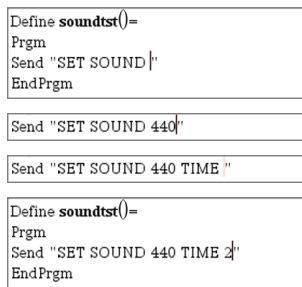 Define soundtst()=
Prgm
Send "SET SOUND "
EndPrgm
Send "SET SOUND 440"
Send "SET SOUND 440 TIME "
Define soundtst()=
Prgm
Send "SET SOUND 440 TIME 2"
EndPrgm